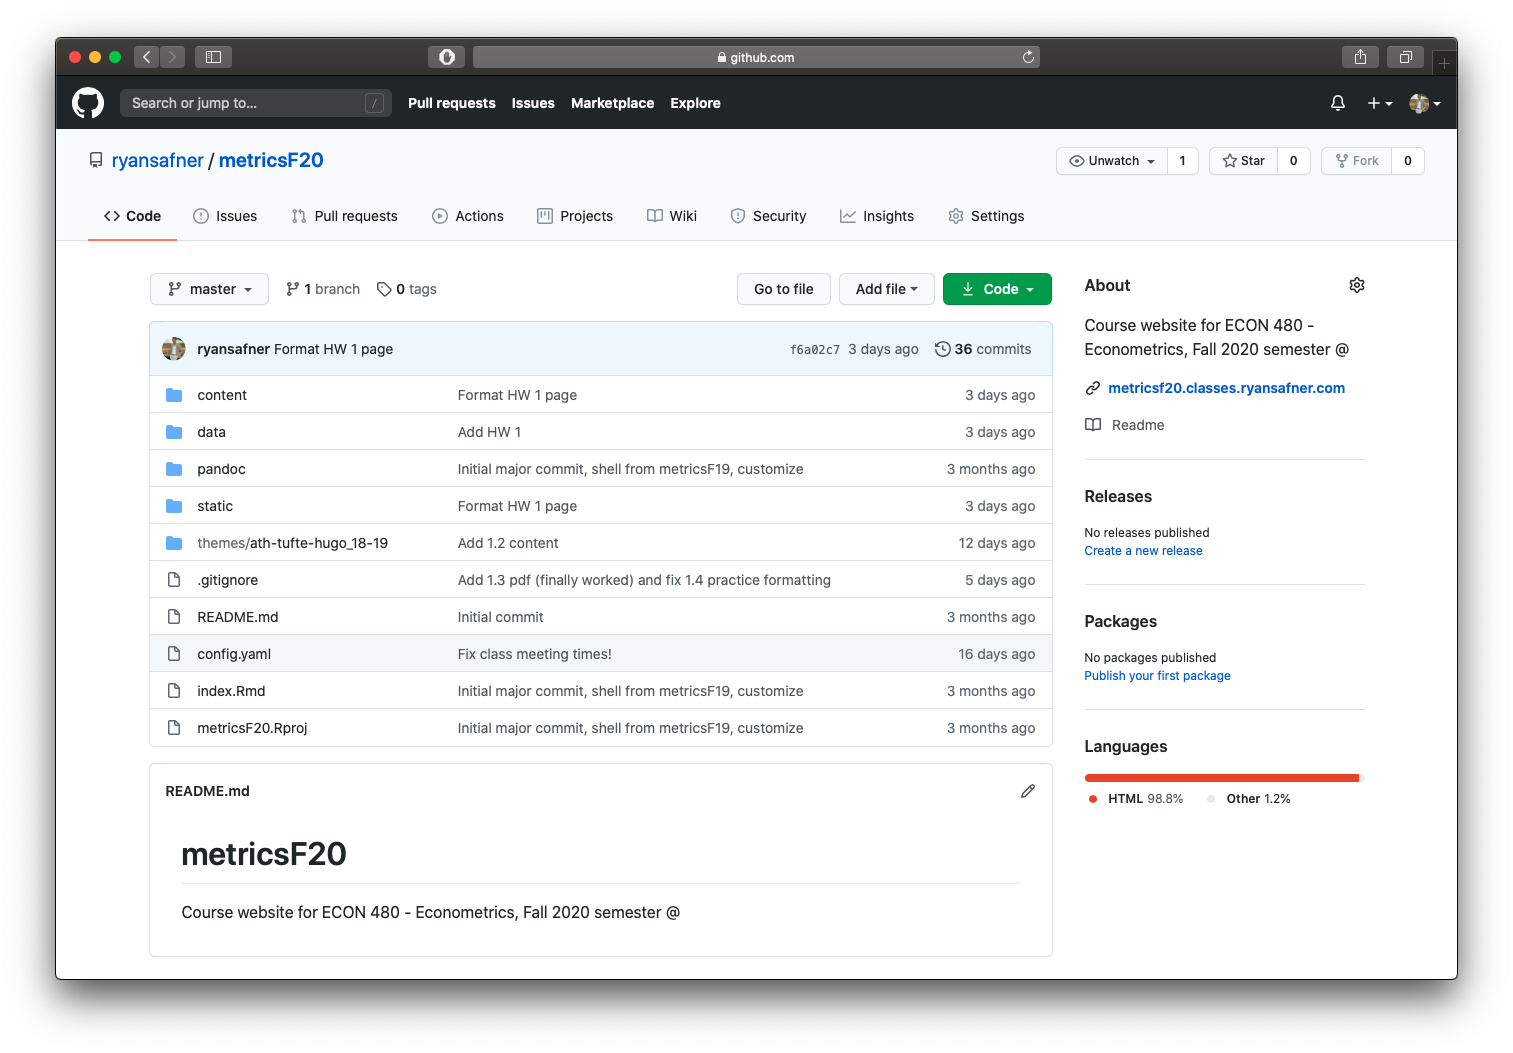 github.com
Search or jump to... /
Pull requests Issues Marketplace Explore
ryansafner / metricsF20
Unwatch 1 Star 0 Fork 0
Code Issues Pull requests Actions Projects Wiki Security Insights Settings
master 1 branch 0 tags Go to file Add file Code
ryansafner Format HW 1 page f6a02c7 3 days ago 36 commits
content Format HW 1 page 3 days ago
data Add HW 1 3 days ago
pandoc Initial major commit, shell from metricsF19, customize 3 months ago
static Format HW 1 page 3 days ago
themes/ath-tufte-hugo_18-19 Add 1.2 content 12 days ago
.gitignore Add 1.3 pdf (finally worked) and fix 1.4 practice formatting 5 days ago
README.md Initial commit 3 months ago
config.yaml Fix class meeting times! 16 days ago
index.Rmd Initial major commit, shell from metricsF19, customize 3 months ago
metricsF20.Rproj Initial major commit, shell from metricsF19, customize 3 months ago
README.md
metricsF20
Course website for ECON 480 - Econometrics, Fall 2020 semester @
About
Course website for ECON 480 -
Econometrics, Fall 2020 semester @
metricsf20.classes.ryansafner.com
Readme
Releases
No releases published
Create a new release
Packages
No packages published
Publish your first package
Languages
HTML 98.8% Other 1.2%